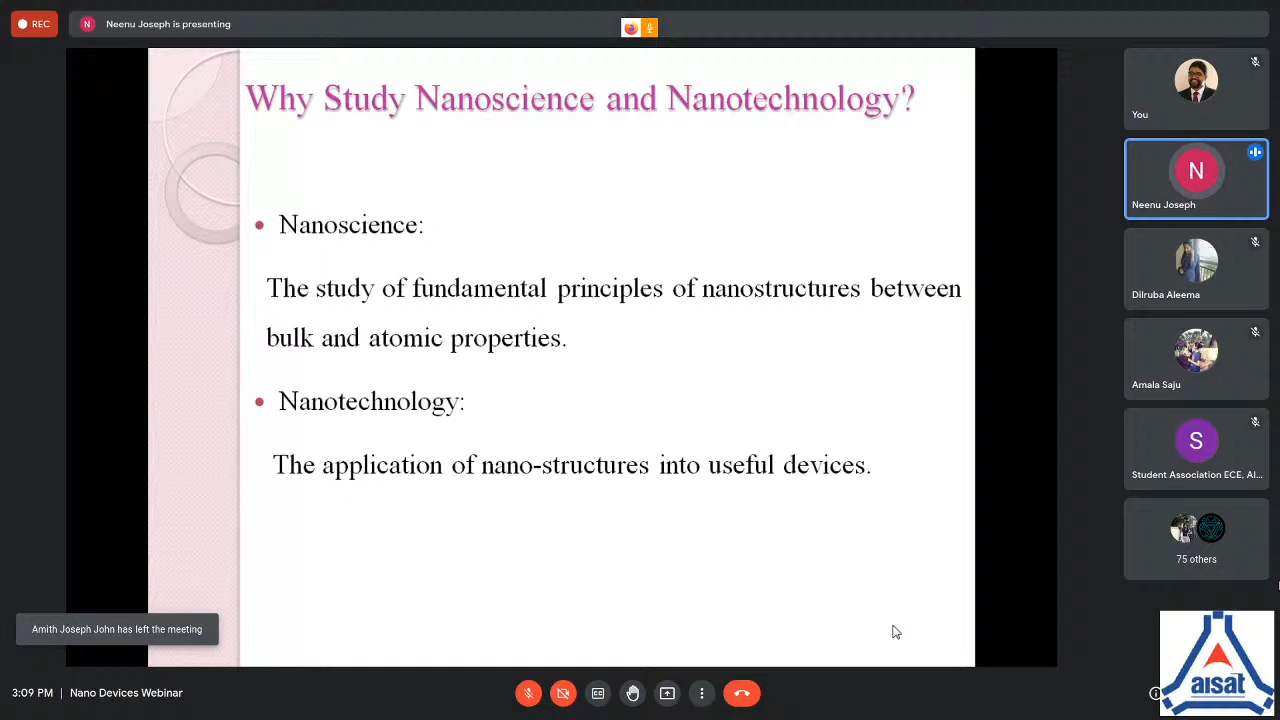 REC
N
Neenu Joseph is presenting
Why Study Nanoscience and Nanotechnology?
• Nanoscience:
The study of fundamental principles of nanostructures between
bulk and atomic properties.
• Nanotechnology:
The application of nano-structures into useful devices.
You
N
Neenu Joseph
Dilruba Aleema
Amala Saju
S
Student Association ECE, AI...
75 others
Amith Joseph John has left the meeting
3:09 PM | Nano Devices Webinar
CC
aisat